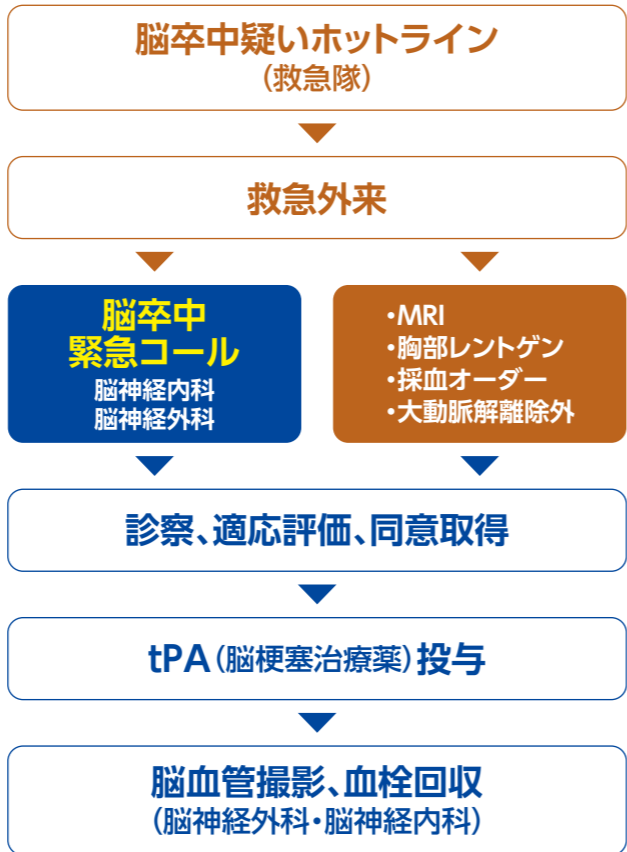 脳卒中疑いホットライン
(救急隊)
救急外来
脳卒中
緊急コール
脳神経内科
脳神経外科
・MRI
・胸部レントゲン
・採血オーダー
・大動脈解離除外
診察、適応評価、同意取得
tPA(脳梗塞治療薬)投与
脳血管撮影、血栓回収
(脳神経外科・脳神経内科)